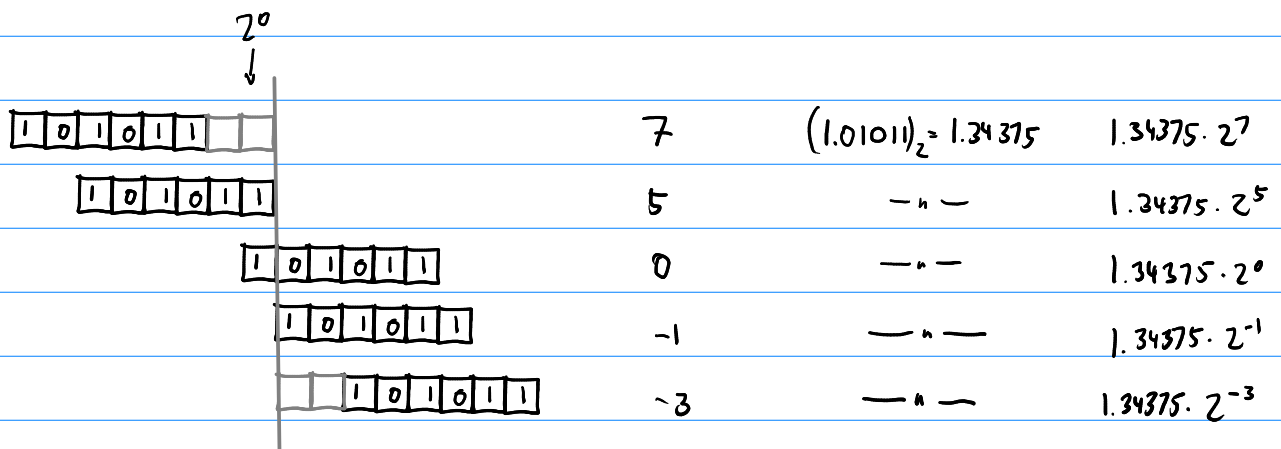 2⁰
↓
1 0 1 0 1 1 7 (1.01011)₂ = 1.34375 1.34375 · 2⁷
1 0 1 0 1 1 5 — " — 1.34375 · 2⁵
1 0 1 0 1 1 0 — " — 1.34375 · 2⁰
1 0 1 0 1 1 -1 — " — 1.34375 · 2⁻¹
1 0 1 0 1 1 -3 — " — 1.34375 · 2⁻³